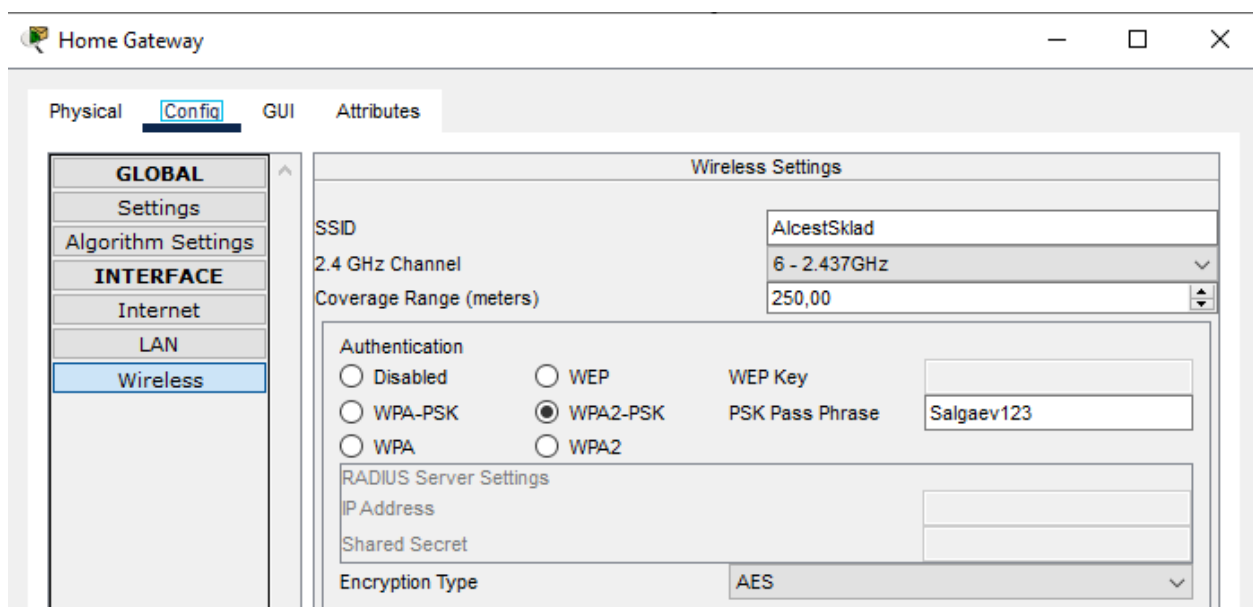 Home Gateway
Physical Config GUI Attributes
GLOBAL
Settings
Algorithm Settings
INTERFACE
Internet
LAN
Wireless
Wireless Settings
SSID AlcestSklad
2.4 GHz Channel 6 - 2.437GHz
Coverage Range (meters) 250,00
Authentication
Disabled WEP WEP Key
WPA-PSK WPA2-PSK PSK Pass Phrase Salgaev123
WPA WPA2
RADIUS Server Settings
IP Address
Shared Secret
Encryption Type AES